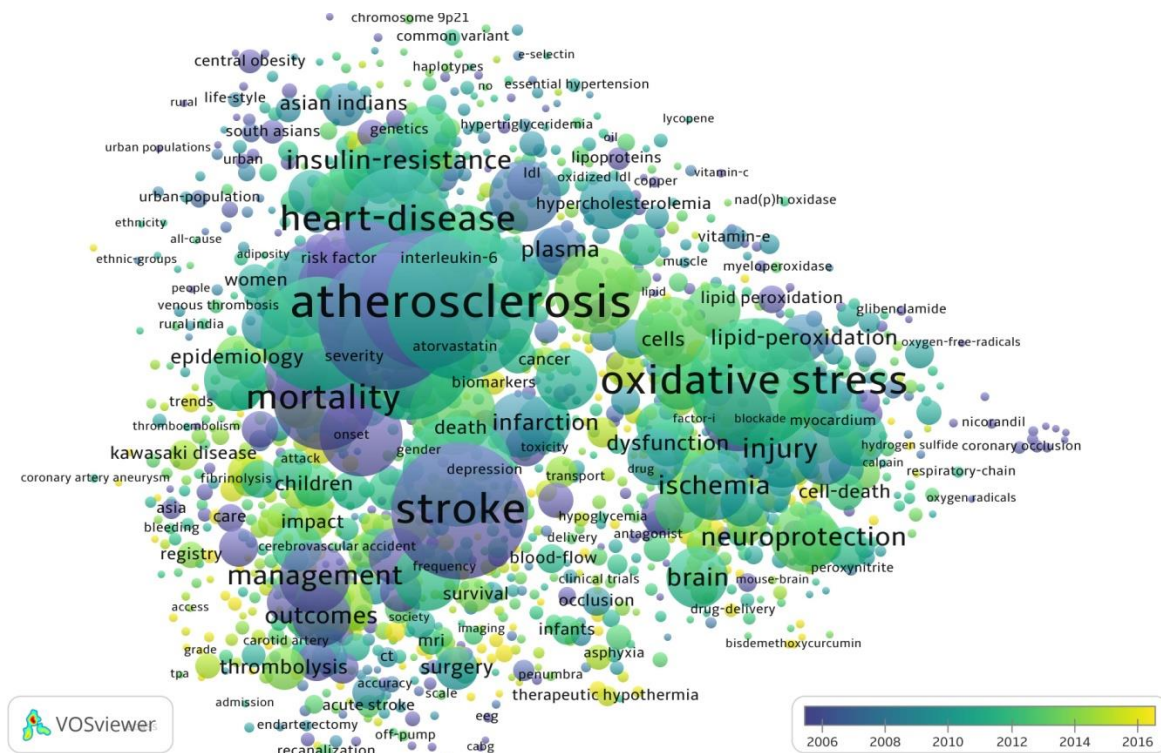 chromosome 9p21
common variant
e-selectin
central obesity
haplotypes
no
essential hypertension
rural
life-style
asian indians
lycopene
south asians
genetics
hypertriglyceridemia
oil
urban populations
urban
insulin-resistance
lipoproteins
ldl
oxidized ldl
copper
vitamin-c
urban-population
hypercholesterolemia
nad(p)h oxidase
ethnicity
heart-disease
all-cause
vitamin-e
plasma
ethnic-groups
adiposity
risk factor
interleukin-6
muscle
myeloperoxidase
people
women
lipid
lipid peroxidation
venous thrombosis
atherosclerosis
glibenclamide
rural india
cells
lipid-peroxidation
oxygen-free-radicals
epidemiology
severity
atorvastatin
cancer
biomarkers
oxidative stress
trends
mortality
thromboembolism
onset
death
infarction
factor-i
blockade
myocardium
nicorandil
kawasaki disease
attack
gender
toxicity
dysfunction
injury
hydrogen sulfide
coronary occlusion
coronary artery aneurysm
fibrinolysis
children
depression
transport
drug
calpain
respiratory-chain
ischemia
cell-death
oxygen radicals
asia
care
impact
stroke
hypoglycemia
bleeding
delivery
antagonist
neuroprotection
registry
cerebrovascular accident
blood-flow
peroxynitrite
management
frequency
clinical trials
brain
mouse-brain
survival
occlusion
drug-delivery
access
outcomes
society
imaging
infants
bisdemethoxycurcumin
carotid artery
mri
asphyxia
grade
ct
thrombolysis
surgery
tpa
accuracy
penumbra
scale
therapeutic hypothermia
admission
acute stroke
eeg
endarterectomy
off-pump
recanalization
cabg
VOSviewer
2006 2008 2010 2012 2014 2016